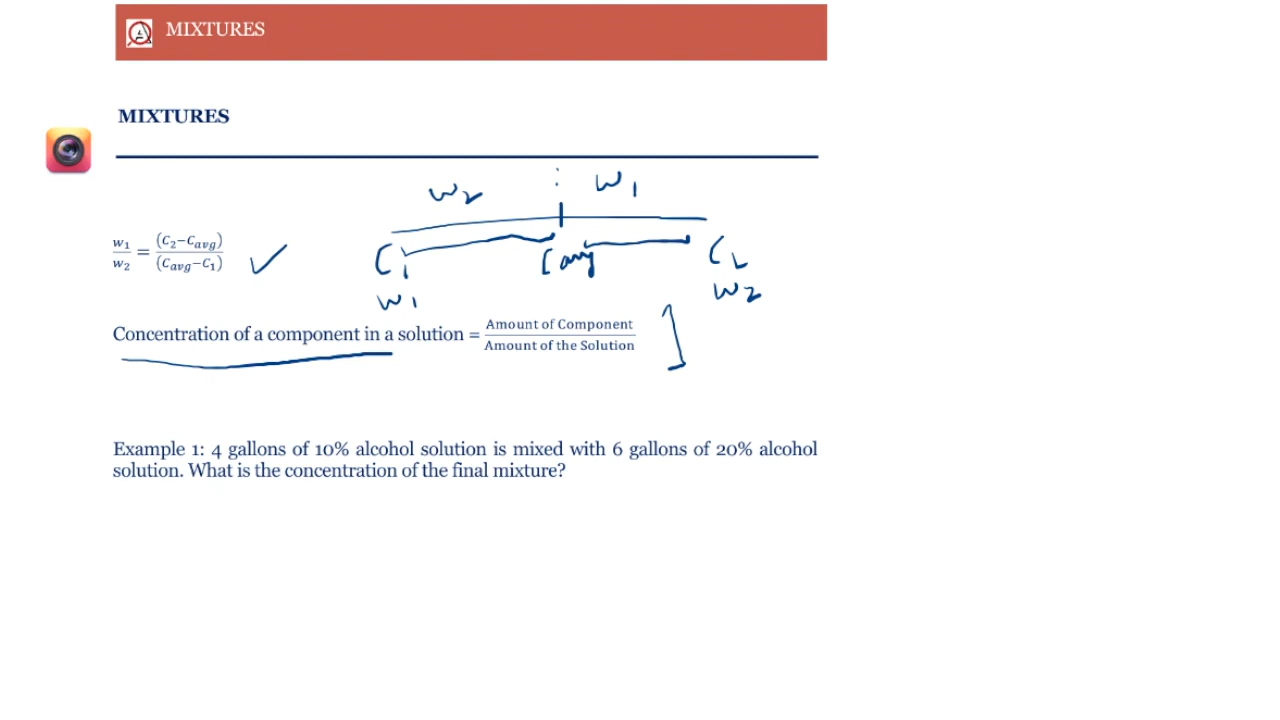 MIXTURES
MIXTURES
w₂ : w₁
w₁/w₂ = (C₂−Cavg)/(Cavg−C₁)
C₁ Cavg C₂
w₁ w₂
Concentration of a component in a solution = Amount of Component/Amount of the Solution
Example 1: 4 gallons of 10% alcohol solution is mixed with 6 gallons of 20% alcohol
solution. What is the concentration of the final mixture?